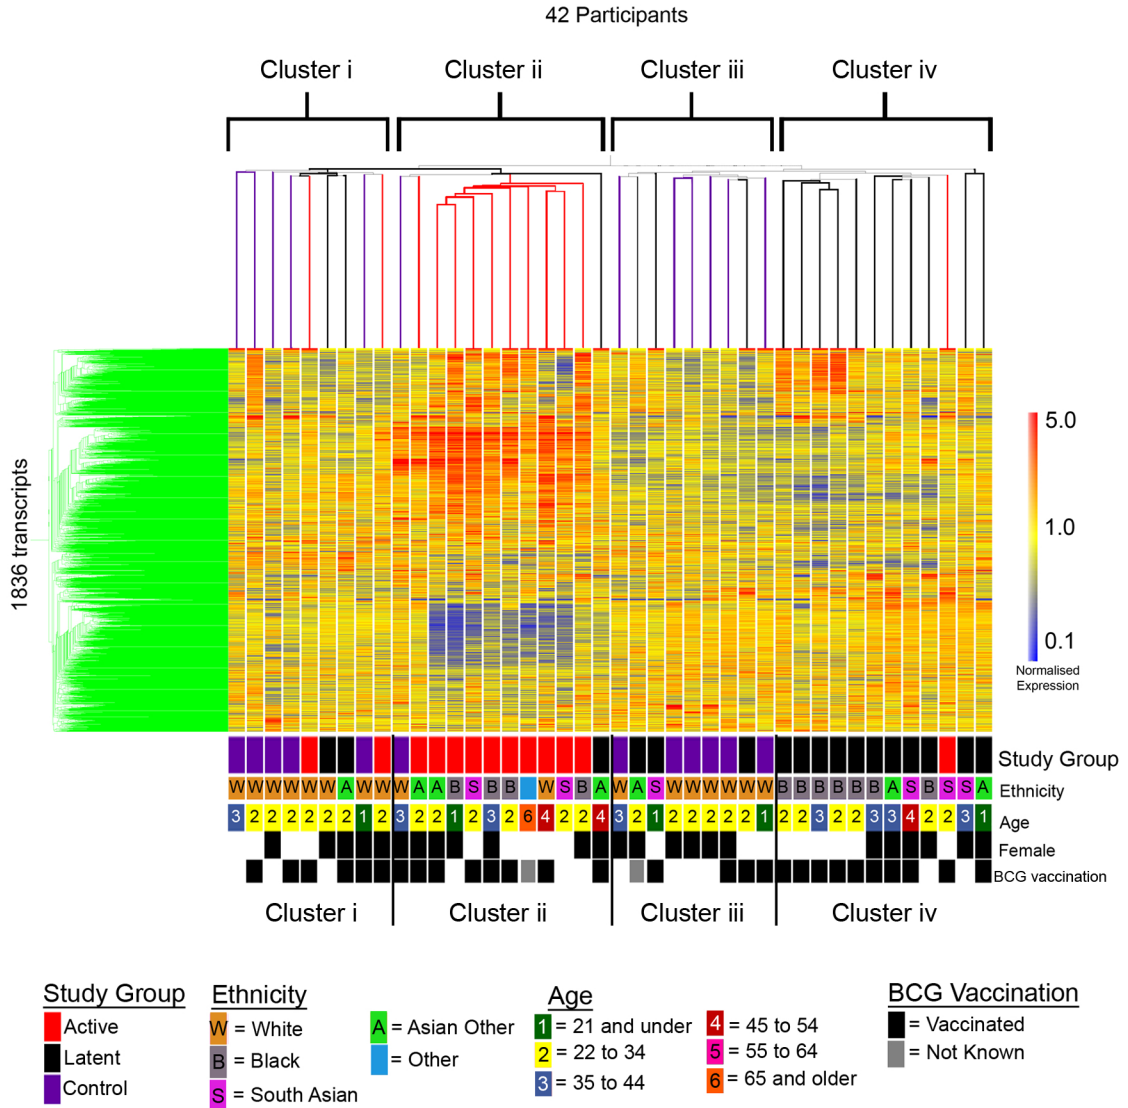 42 Participants
Cluster i
Cluster ii
Cluster iii
Cluster iv
1836 transcripts
5.0
1.0
0.1
Normalised
Expression
Study Group
W W W W W W A W W W A A B S B B W S B A W A S W W W W W W B B B B B B A S B S S A Ethnicity
3 2 2 2 2 2 2 1 2 3 2 2 1 2 3 2 6 4 2 2 4 3 2 1 2 2 2 2 2 1 2 2 3 2 2 3 3 4 2 2 3 1 Age
Female
BCG vaccination
Cluster i
Cluster ii
Cluster iii
Cluster iv
Study Group
Active
Latent
Control
Ethnicity
W = White
B = Black
S = South Asian
A = Asian Other
= Other
Age
1 = 21 and under
2 = 22 to 34
3 = 35 to 44
4 = 45 to 54
5 = 55 to 64
6 = 65 and older
BCG Vaccination
= Vaccinated
= Not Known